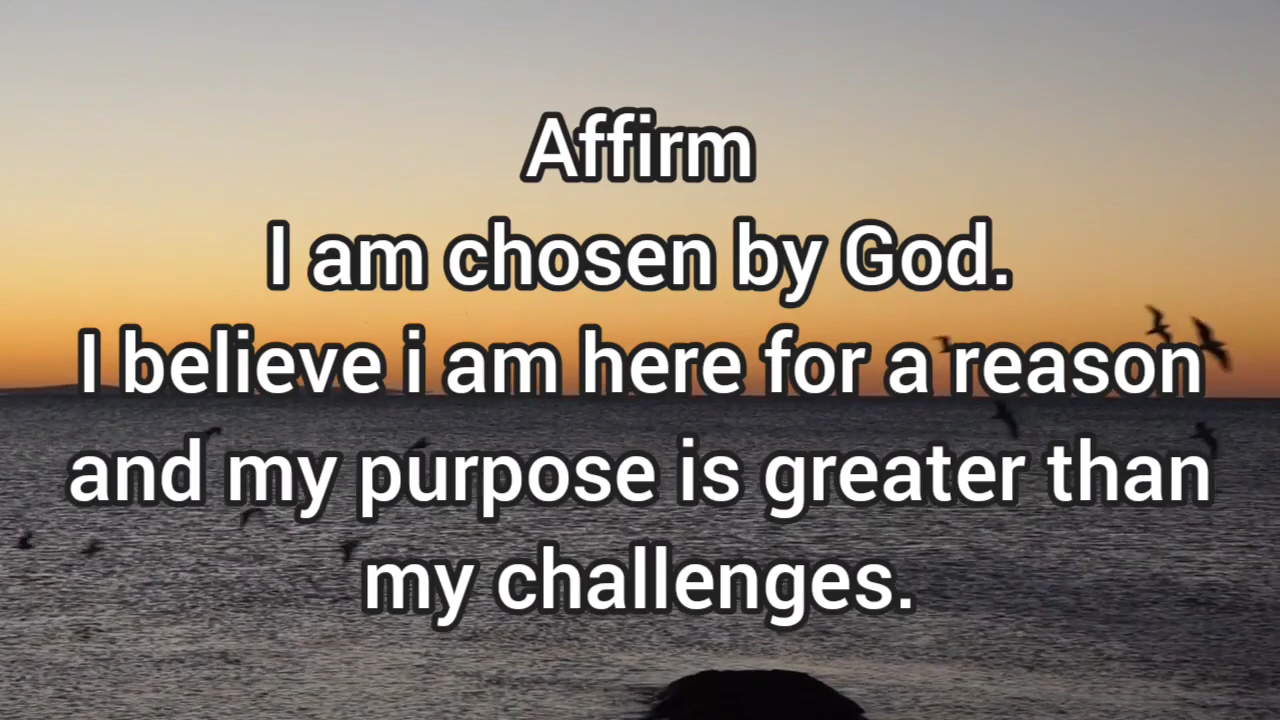 Affirm
I am chosen by God.
I believe i am here for a reason
and my purpose is greater than
my challenges.